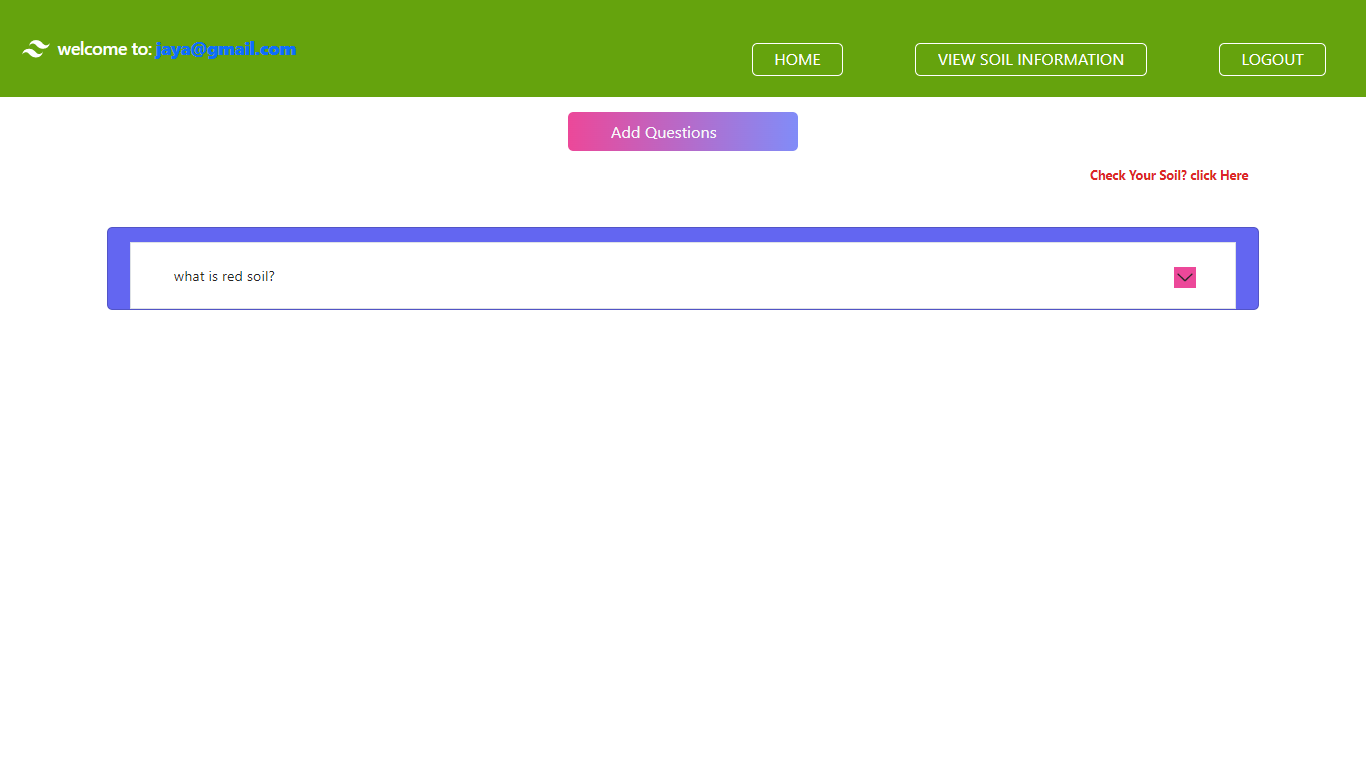 welcome to: jaya@gmail.com
HOME
VIEW SOIL INFORMATION
LOGOUT
Add Questions
Check Your Soil? click Here
what is red soil?